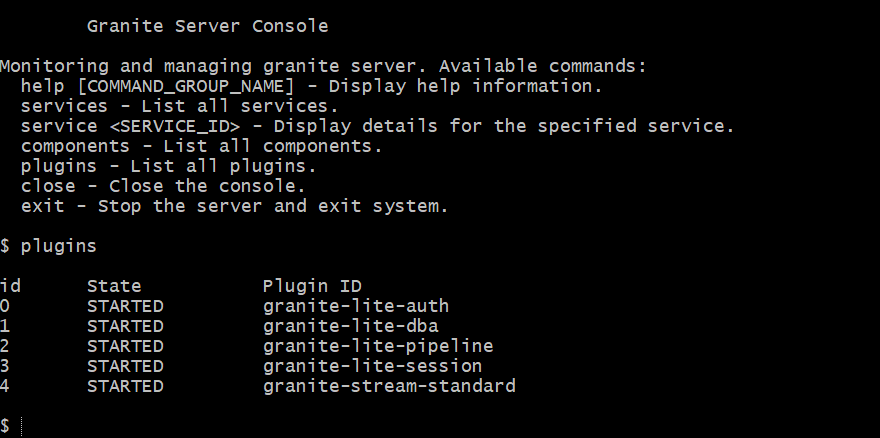 Granite Server Console
Monitoring and managing granite server. Available commands:
help [COMMAND_GROUP_NAME] - Display help information.
services - List all services.
service <SERVICE_ID> - Display details for the specified service.
components - List all components.
plugins - List all plugins.
close - Close the console.
exit - Stop the server and exit system.
$ plugins
id State Plugin ID
0 STARTED granite-lite-auth
1 STARTED granite-lite-dba
2 STARTED granite-lite-pipeline
3 STARTED granite-lite-session
4 STARTED granite-stream-standard
$